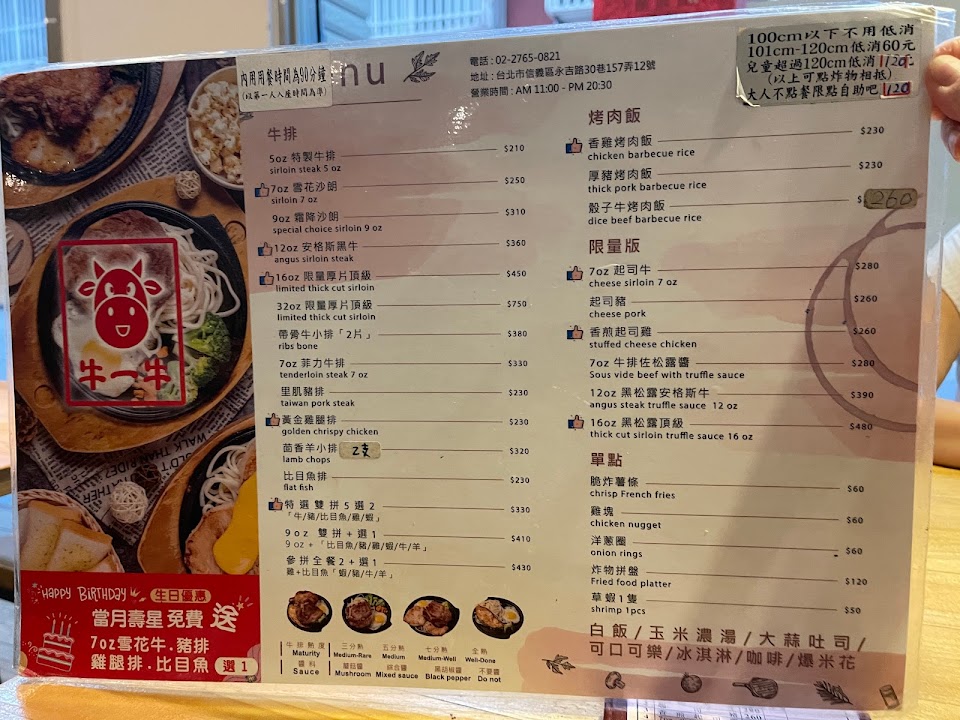 內用用餐時間為90分鐘
(以第一人入座時間為準)
nu
電話：02-2765-0821
地址：台北市信義區永吉路30巷157弄12號
營業時間：AM 11:00 - PM 20:30
100cm以下不用低消
101cm-120cm低消60元
兒童超過120cm低消120-
(以上可點炸物相抵)
大人不點餐限點自助吧120
牛排
5oz 特製牛排 $210
sirloin steak 5 oz
7oz 雪花沙朗 $250
sirloin 7 oz
9oz 霜降沙朗 $310
special choice sirloin 9 oz
12oz 安格斯黑牛 $360
angus sirloin steak
16oz 限量厚片頂級 $450
limited thick cut sirloin
32oz 限量厚片頂級 $750
limited thick cut sirloin
帶骨牛小排「2片」 $380
ribs bone
7oz 菲力牛排 $330
tenderloin steak 7 oz
里肌豬排 $230
taiwan pork steak
黃金雞腿排 $230
golden chrispy chicken
茴香羊小排 2支 $320
lamb chops
比目魚排 $230
flat fish
特選雙拼5選2 $330
「牛/豬/比目魚/雞/蝦」
9oz 雙拼+選1 $410
9 oz +「比目魚/豬/雞/蝦/牛/羊」
參拼全餐2+選1 $430
雞+比目魚「蝦/豬/牛/羊」
牛排熟度 三分熟 五分熟 七分熟 全熟
Maturity Medium-Rare Medium Medium-Well Well-Done
醬料 蘑菇醬 綜合醬 黑胡椒醬 不要醬
Sauce Mushroom Mixed sauce Black pepper Do not
烤肉飯
香雞烤肉飯 $230
chicken barbecue rice
厚豬烤肉飯 $230
thick pork barbecue rice
骰子牛烤肉飯 $260
dice beef barbecue rice
限量版
7oz 起司牛 $280
cheese sirloin 7 oz
起司豬 $260
cheese pork
香煎起司雞 $260
stuffed cheese chicken
7oz 牛排佐松露醬 $280
Sous vide beef with truffle sauce
12oz 黑松露安格斯牛 $390
angus steak truffle sauce 12 oz
16oz 黑松露頂級 $480
thick cut sirioin truffle sauce 16 oz
單點
脆炸薯條 $60
chrisp French fries
雞塊 $60
chicken nugget
洋蔥圈 $60
onion rings
炸物拼盤 $120
Fried food platter
草蝦1隻 $50
shrimp 1pcs
白飯/玉米濃湯/大蒜吐司/
可口可樂/冰淇淋/咖啡/爆米花
牛一牛
HAPPY BIRTHDAY 生日優惠
當月壽星免費送
7oz雪花牛.豬排
雞腿排.比目魚 選1